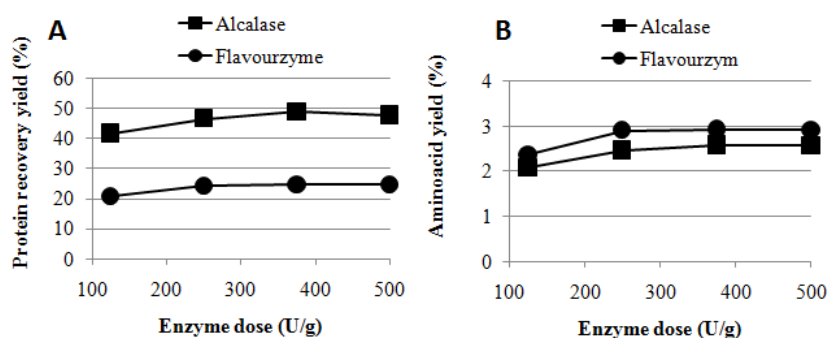 A
Alcalase
Flavourzyme
Protein recovery yield (%)
60
50
40
30
20
10
0
100
200
300
400
500
Enzyme dose (U/g)
B
Alcalase
Flavourzym
Aminoacid yield (%)
4
3
2
1
0
100
200
300
400
500
Enzyme dose (U/g)